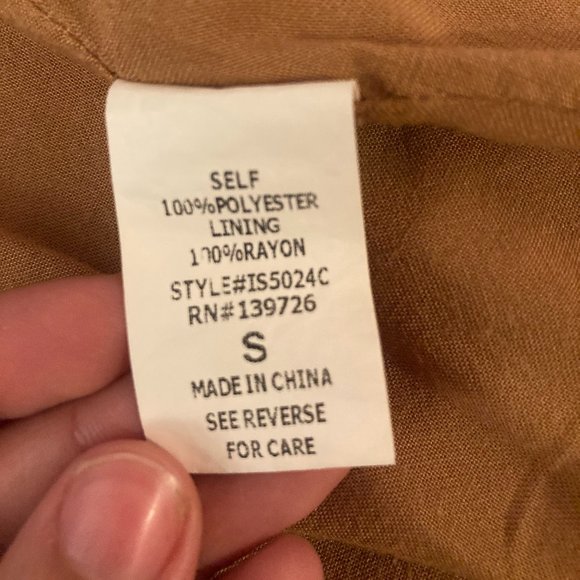 SELF
100%POLYESTER
LINING
100%RAYON
STYLE#IS5024C
RN#139726
S
MADE IN CHINA
SEE REVERSE
FOR CARE